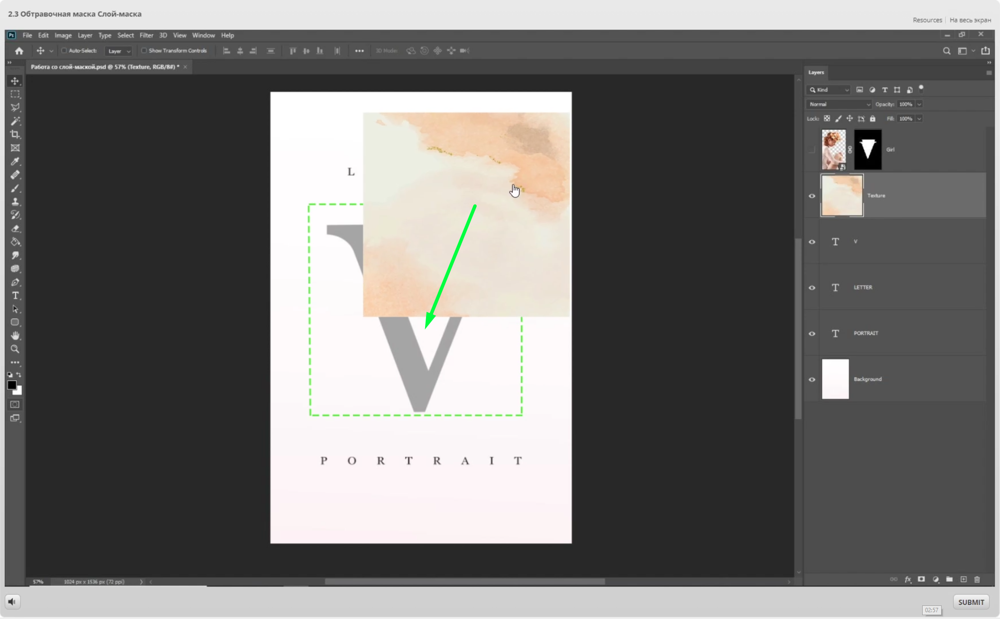 2.3 Обтравочная маска Слой-маска
Resources | На весь экран
Ps File Edit Image Layer Type Select Filter 3D View Window Help
Auto-Select: Layer Show Transform Controls 3D Mode:
Работа со слой-маской.psd @ 57% (Texture, RGB/8#) *
Layers
Kind
Normal Opacity: 100%
Lock: Fill: 100%
Girl
Texture
V
LETTER
PORTRAIT
Background
L
V
P O R T R A I T
57% 1024 px x 1536 px (72 ppi)
fx
02:57
SUBMIT